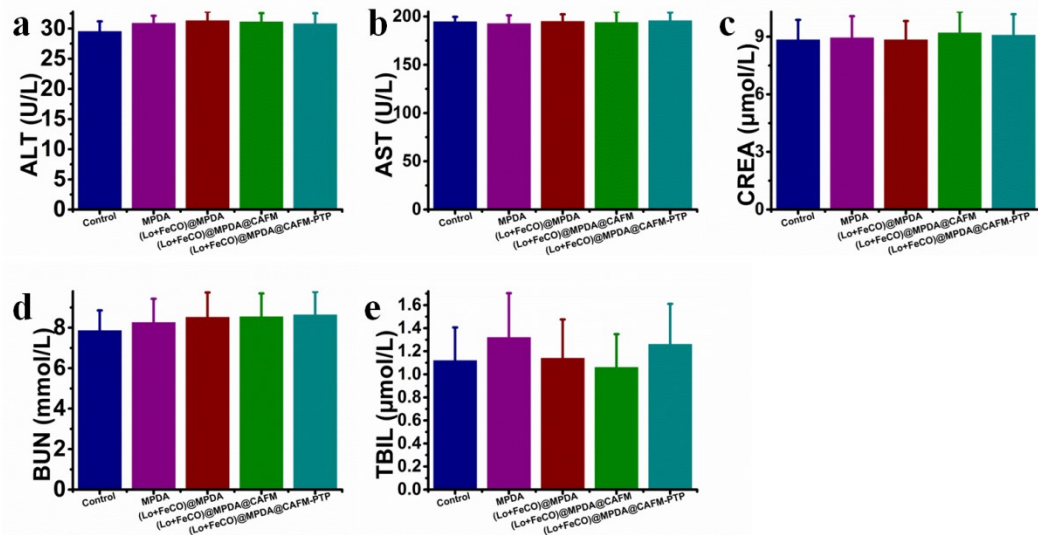 a
ALT (U/L)
30
25
20
15
10
5
0
Control
MPDA
(Lo+FeCO)@MPDA
(Lo+FeCO)@MPDA@CAFM
(Lo+FeCO)@MPDA@CAFM-PTP
b
AST (U/L)
200
150
100
50
0
Control
MPDA
(Lo+FeCO)@MPDA
(Lo+FeCO)@MPDA@CAFM
(Lo+FeCO)@MPDA@CAFM-PTP
c
CREA (μmol/L)
9
6
3
0
Control
MPDA
(Lo+FeCO)@MPDA
(Lo+FeCO)@MPDA@CAFM
(Lo+FeCO)@MPDA@CAFM-PTP
d
BUN (mmol/L)
8
6
4
2
0
Control
MPDA
(Lo+FeCO)@MPDA
(Lo+FeCO)@MPDA@CAFM
(Lo+FeCO)@MPDA@CAFM-PTP
e
TBIL (μmol/L)
1.6
1.4
1.2
1.0
0.8
0.6
0.4
0.2
0.0
Control
MPDA
(Lo+FeCO)@MPDA
(Lo+FeCO)@MPDA@CAFM
(Lo+FeCO)@MPDA@CAFM-PTP